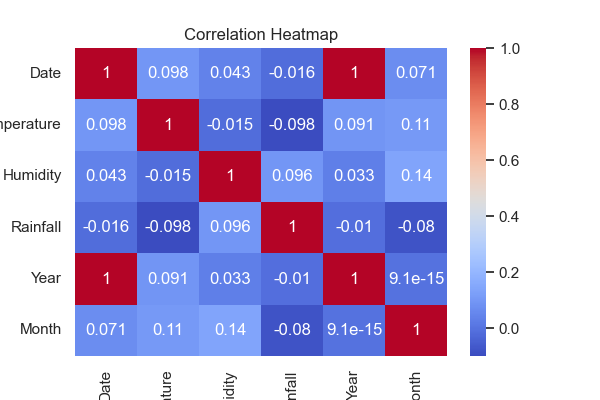 Correlation Heatmap
Date 1 0.098 0.043 -0.016 1 0.071
nperature 0.098 1 -0.015 -0.098 0.091 0.11
Humidity 0.043 -0.015 1 0.096 0.033 0.14
Rainfall -0.016 -0.098 0.096 1 -0.01 -0.08
Year 1 0.091 0.033 -0.01 1 9.1e-15
Month 0.071 0.11 0.14 -0.08 9.1e-15 1
Date ature idity nfall Year onth
1.0
0.8
0.6
0.4
0.2
0.0